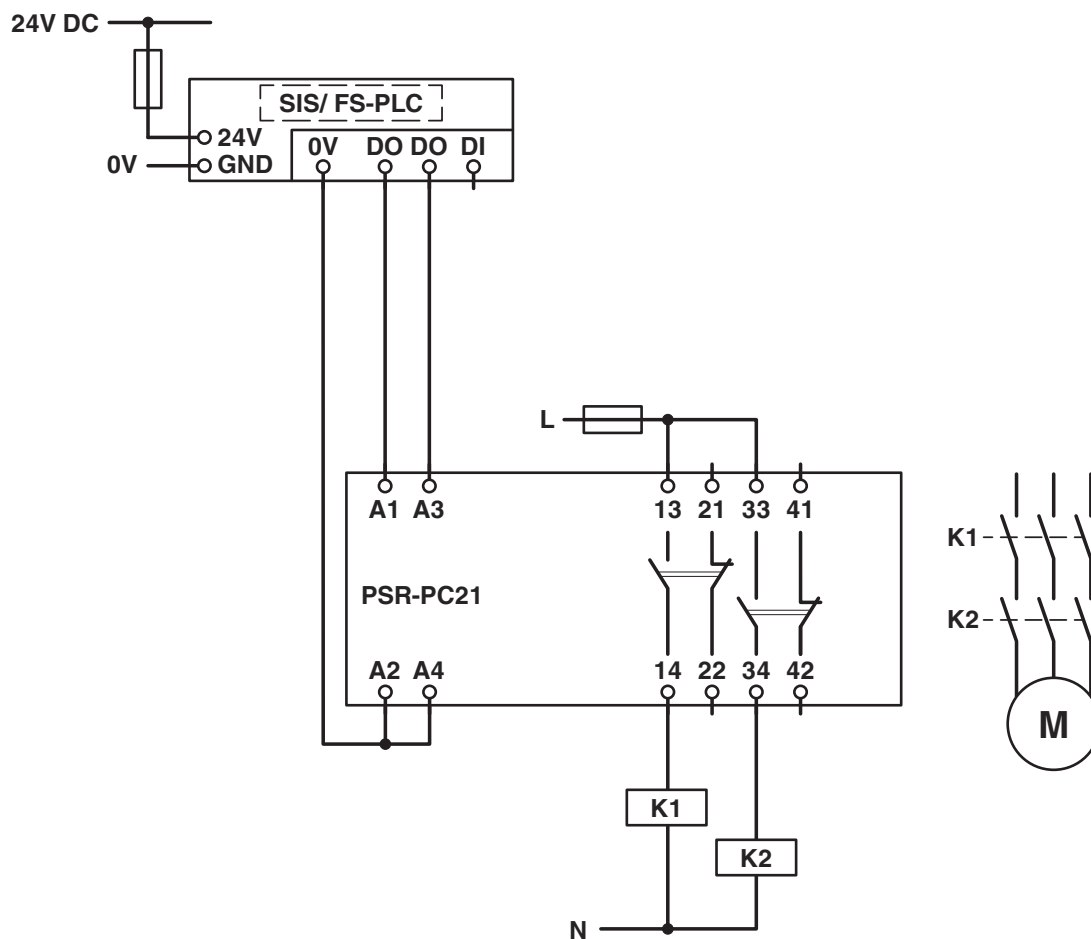 24V DC
SIS/ FS-PLC
24V
0V DO DO DI
0V
GND
L
A1 A3 13 21 33 41
K1
PSR-PC21
K2
A2 A4 14 22 34 42
M
K1
K2
N